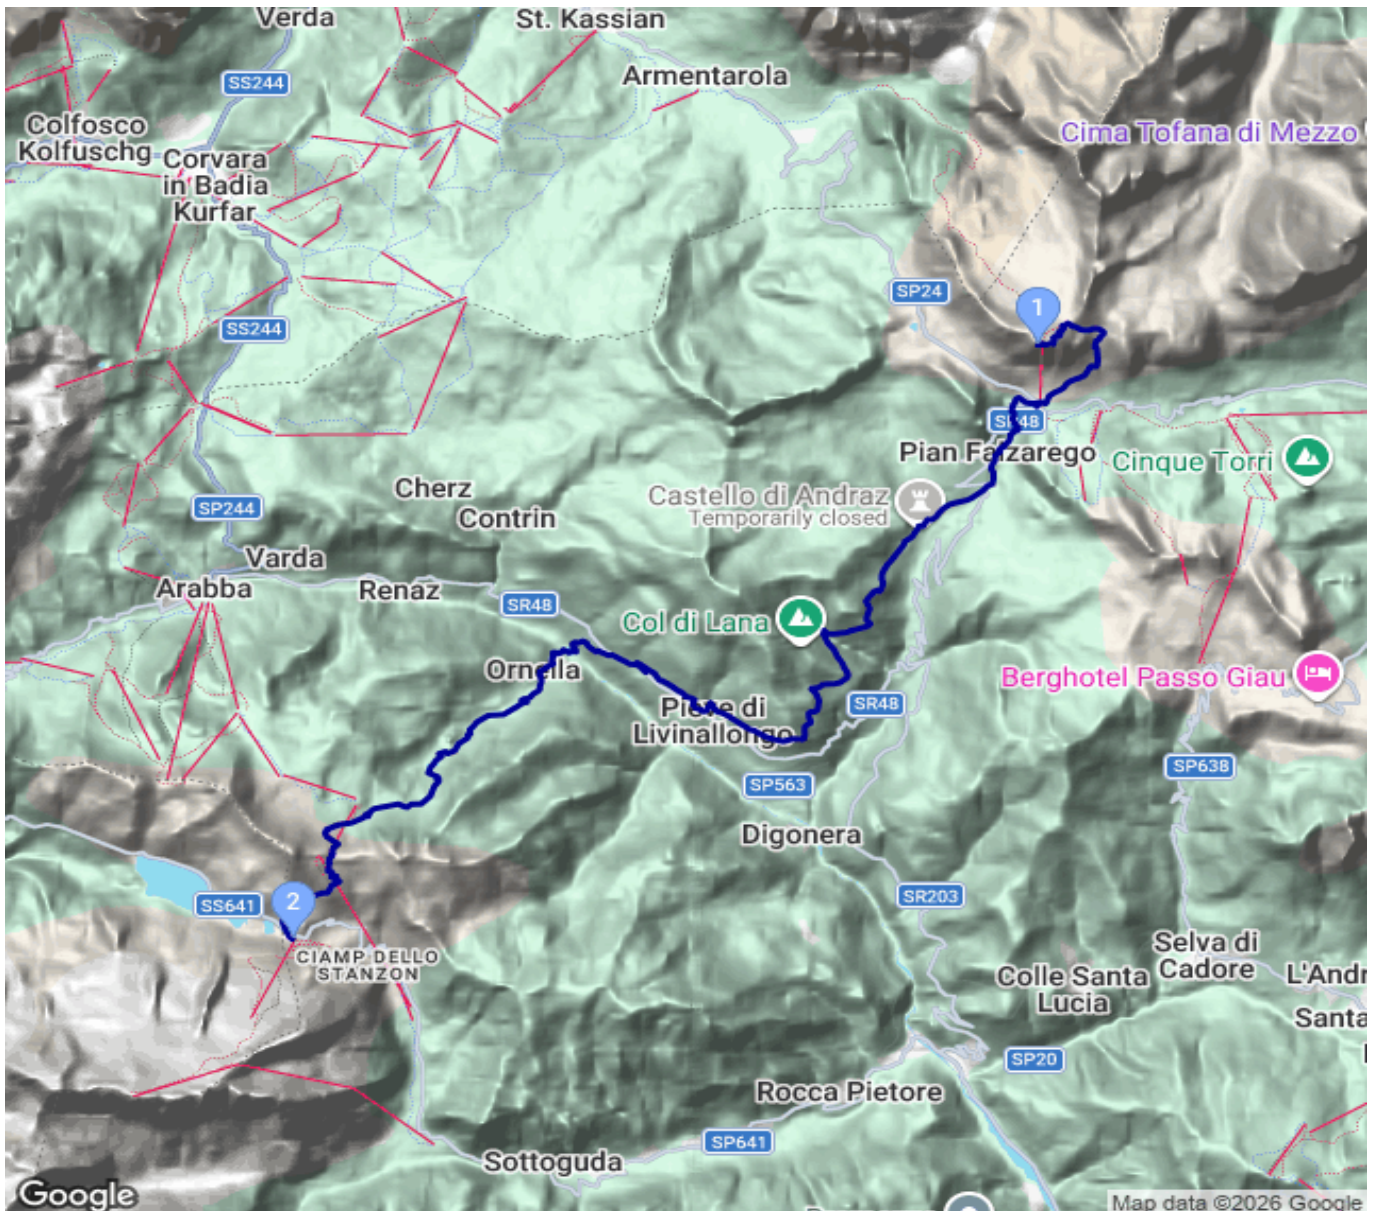 Verda
St. Kassian
SS244
Armentarola
Colfosco
Kolfuschg
Corvara
in Badia
Kurfar
Cima Tofana di Mezzo
SP24
1
SS244
SR48
Pian Falzarego
Cinque Torri
Castello di Andraz
Temporarily closed
Cherz
Contrin
SP244
Varda
Arabba
Renaz
SR48
Col di Lana
Ornella
Berghotel Passo Giau
Pieve di
Livinallongo
SR48
SP638
SP563
Digonera
2
SS641
SR203
CIAMP DELLO
STANZON
Selva di
Cadore
Colle Santa
Lucia
L'Andr
Santa
SP20
Rocca Pietore
SP641
Sottoguda
Google
Map data ©2026 Google